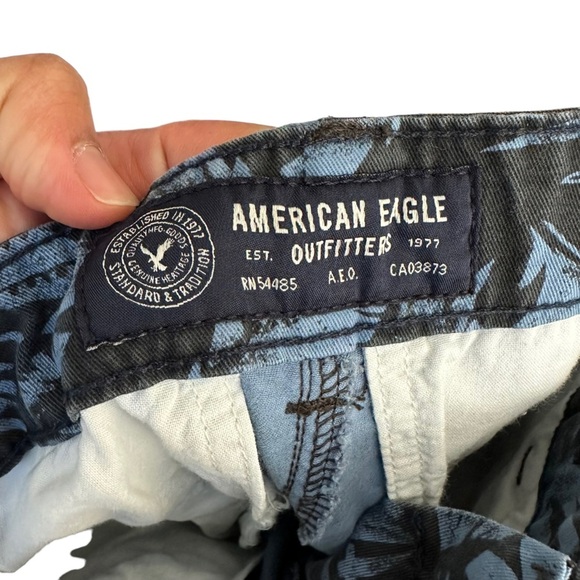 ESTABLISHED IN 1977
QUALITY MFG. GOODS
GENUINE HERITAGE
STANDARD & TRADITION
AMERICAN EAGLE
EST. OUTFITTERS 1977
RN54485 A.E.O. CA03873